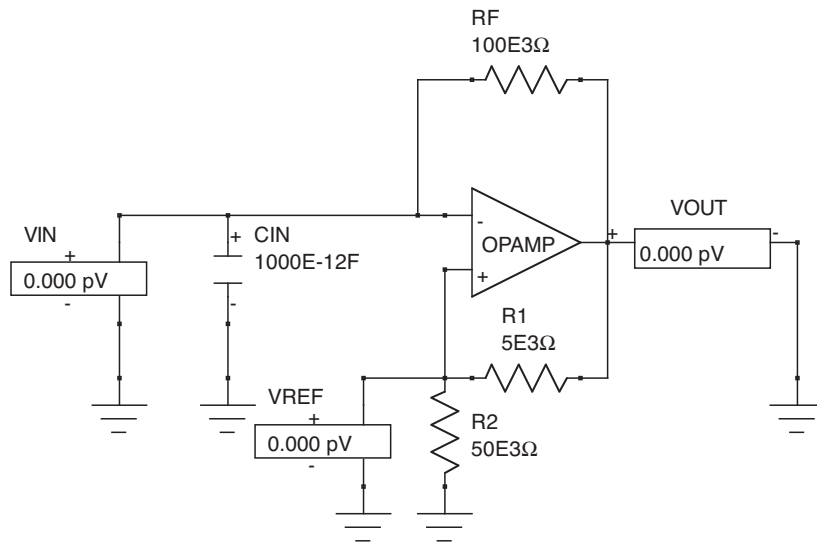 RF
100E3Ω
VIN
+
0.000 pV
-
+
CIN
1000E-12F
-
-
OPAMP
+
+
VOUT
0.000 pV
-
R1
5E3Ω
VREF
+
0.000 pV
-
R2
50E3Ω